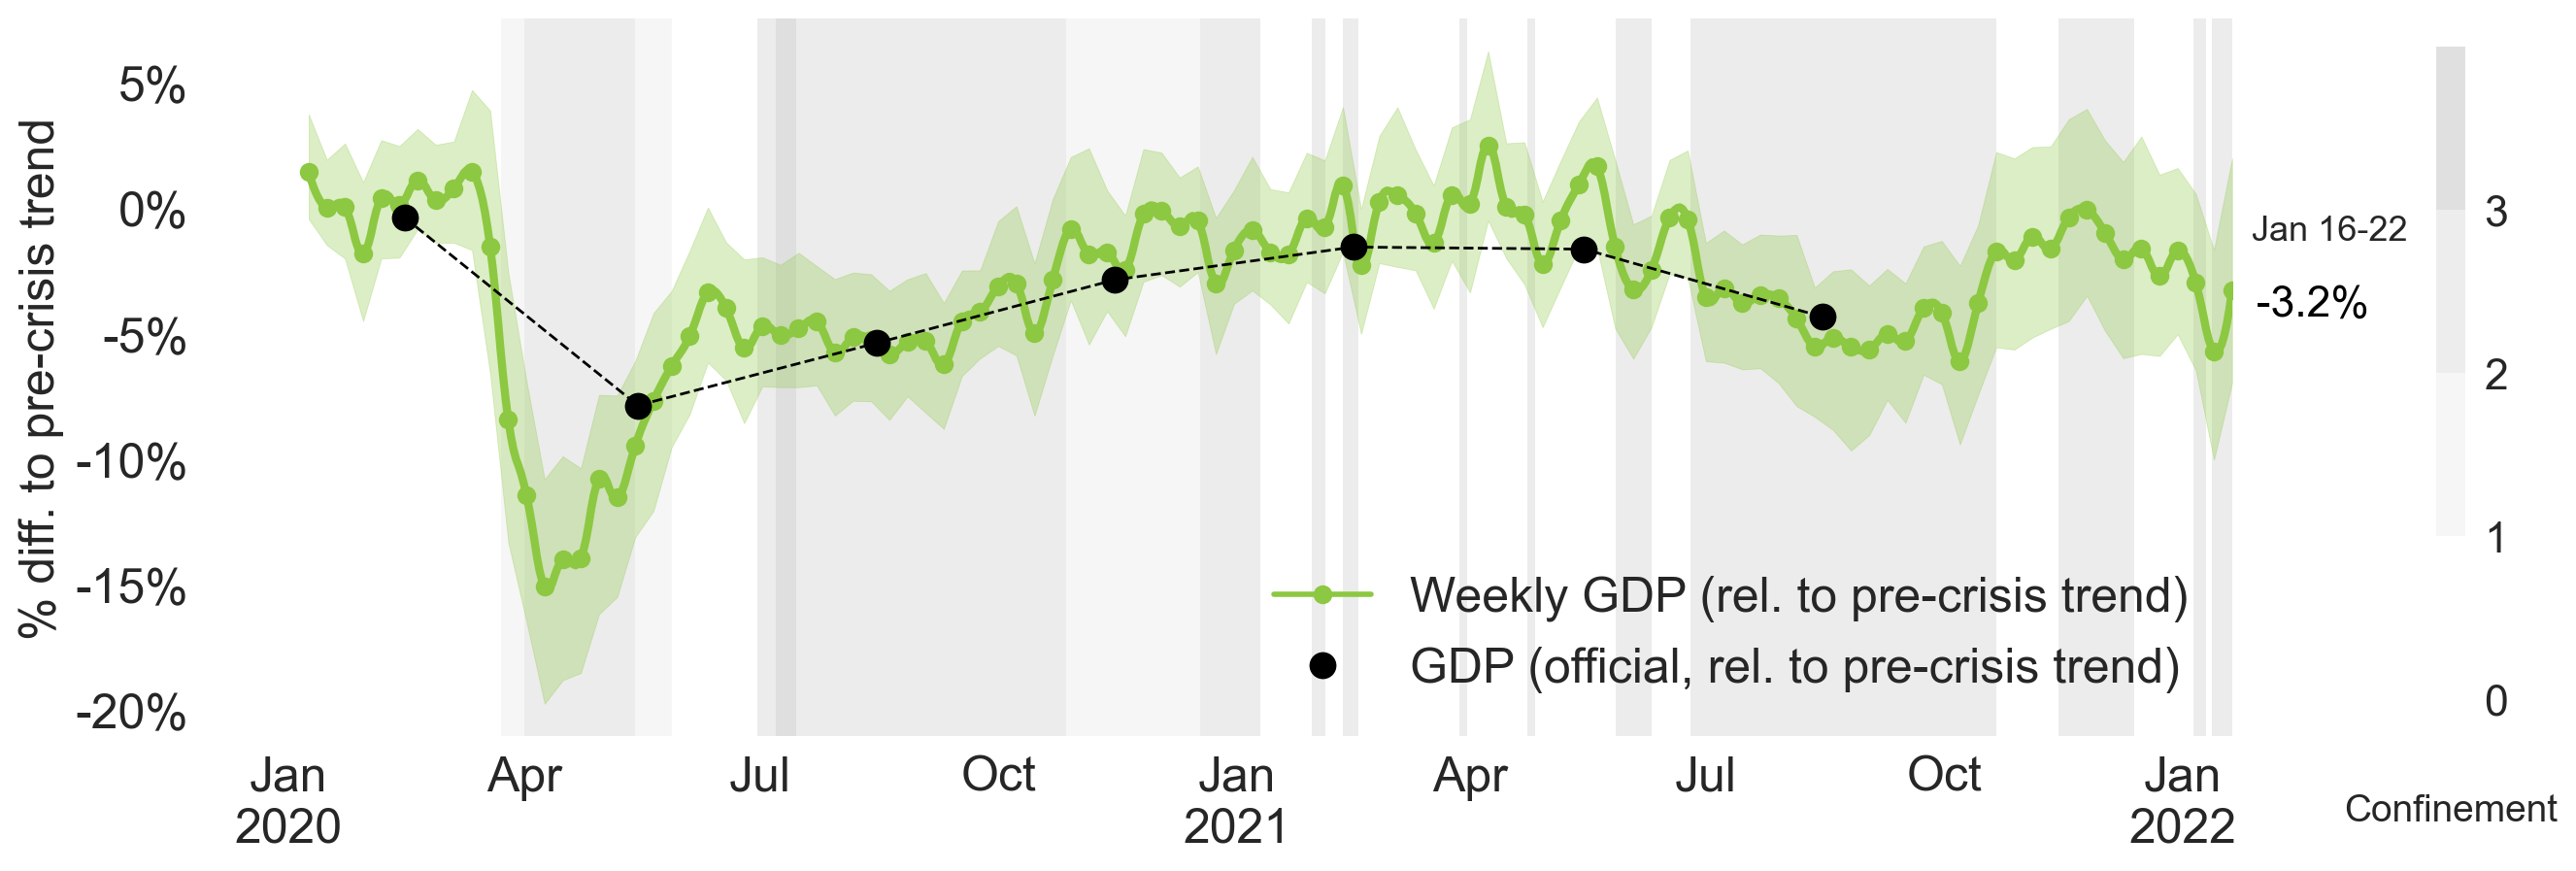 % diff. to pre-crisis trend
5%
0%
-5%
-10%
-15%
-20%
Jan
2020
Apr
Jul
Oct
Jan
2021
Apr
Jul
Oct
Jan
2022
Weekly GDP (rel. to pre-crisis trend)
GDP (official, rel. to pre-crisis trend)
Jan 16-22
-3.2%
3
2
1
0
Confinement